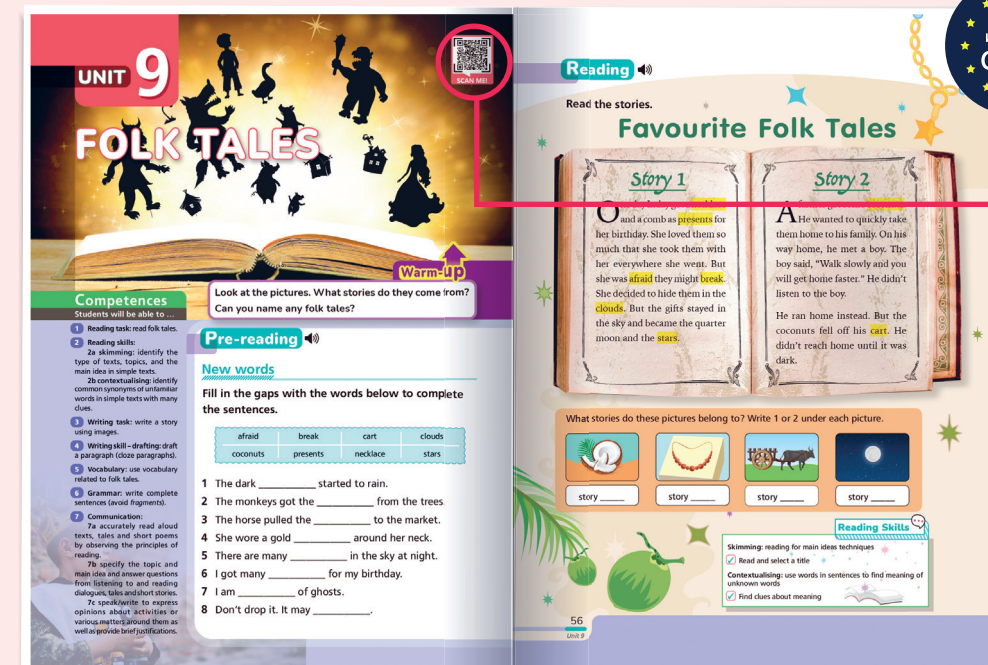 UNIT 9
SCAN ME!
FOLK TALES
Warm-up
Look at the pictures. What stories do they come from?
Can you name any folk tales?
Competences
Students will be able to ...
1 Reading task: read folk tales.
2 Reading skills:
2a skimming: identify the
type of texts, topics, and the
main idea in simple texts.
2b contextualising: identify
common synonyms of unfamiliar
words in simple texts with many
clues.
3 Writing task: write a story
using images.
4 Writing skill – drafting: draft
a paragraph (cloze paragraphs).
5 Vocabulary: use vocabulary
related to folk tales.
6 Grammar: write complete
sentences (avoid fragments).
7 Communication:
7a accurately read aloud
texts, tales and short poems
by observing the principles of
reading.
7b specify the topic and
main idea and answer questions
from listening to and reading
dialogues, tales and short stories.
7c speak/write to express
opinions about activities or
various matters around them as
well as provide brief justifications.
Pre-reading
New words
Fill in the gaps with the words below to complete
the sentences.
afraid break cart clouds
coconuts presents necklace stars
1 The dark __________ started to rain.
2 The monkeys got the __________ from the trees
3 The horse pulled the __________ to the market.
4 She wore a gold __________ around her neck.
5 There are many __________ in the sky at night.
6 I got many __________ for my birthday.
7 I am __________ of ghosts.
8 Don't drop it. It may __________.
Reading
Read the stories.
Favourite Folk Tales
Story 1
O
and a comb as presents for
her birthday. She loved them so
much that she took them with
her everywhere she went. But
she was afraid they might break.
She decided to hide them in the
clouds. But the gifts stayed in
the sky and became the quarter
moon and the stars.
Story 2
A
He wanted to quickly take
them home to his family. On his
way home, he met a boy. The
boy said, "Walk slowly and you
will get home faster." He didn't
listen to the boy.
He ran home instead. But the
coconuts fell off his cart. He
didn't reach home until it was
dark.
What stories do these pictures belong to? Write 1 or 2 under each picture.
story _____ story _____ story _____ story _____
Reading Skills
Skimming: reading for main ideas techniques
Read and select a title
Contextualising: use words in sentences to find meaning of
unknown words
Find clues about meaning
56
Unit 9